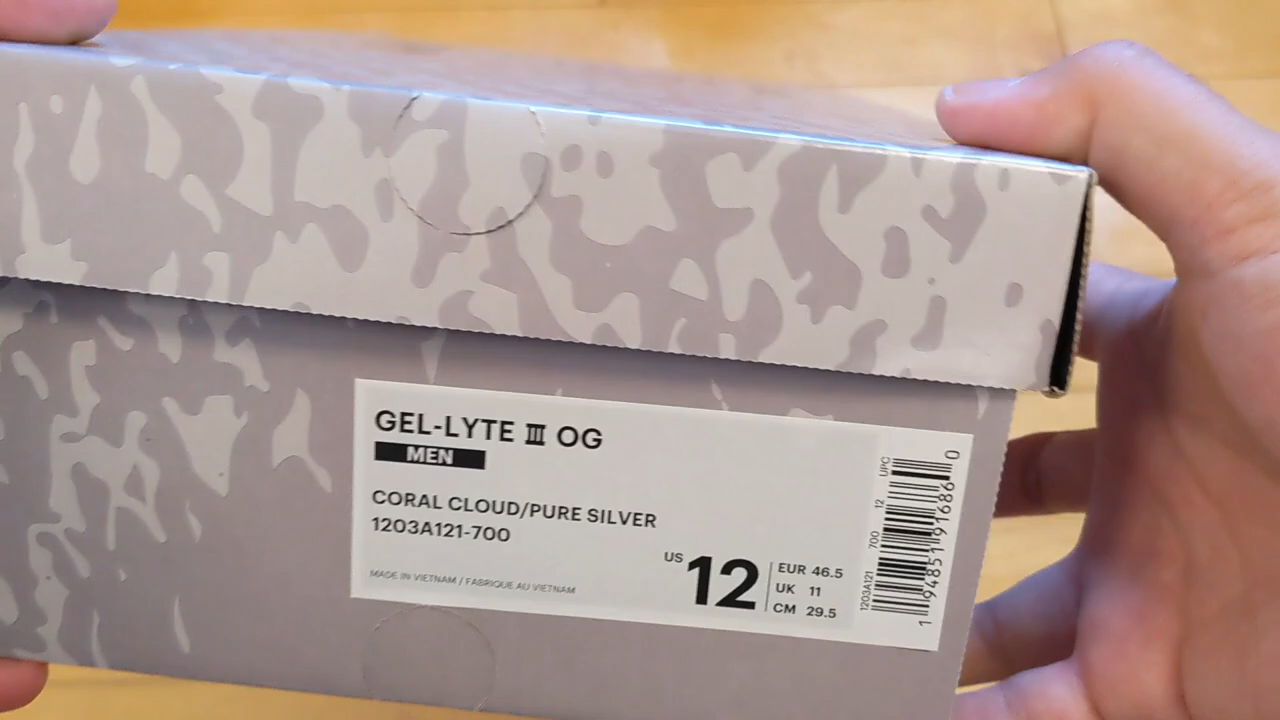 GEL-LYTE III OG
MEN
CORAL CLOUD/PURE SILVER
1203A121-700
MADE IN VIETNAM / FABRIQUE AU VIETNAM
US 12
EUR 46.5
UK 11
CM 29.5
1203A121 700 12 UPC
1 94851 91686 0